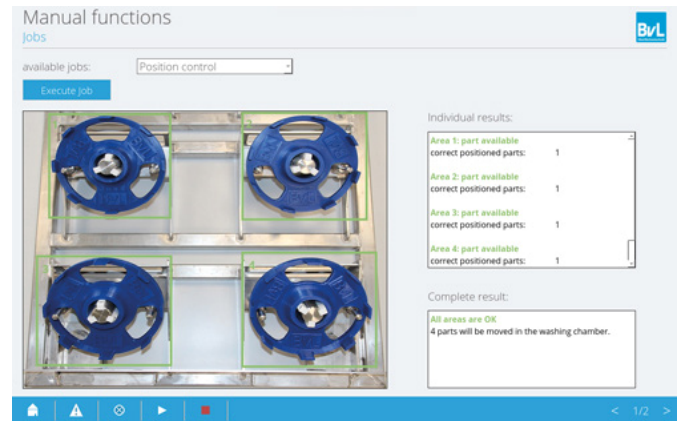 Manual functions
Jobs
BvL
available jobs:
Position control
Execute Job
Individual results:
Area 1: part available
correct positioned parts: 1
Area 2: part available
correct positioned parts: 1
Area 3: part available
correct positioned parts: 1
Area 4: part available
correct positioned parts: 1
Complete result:
All areas are OK
4 parts will be moved in the washing chamber.
< 1/2 >